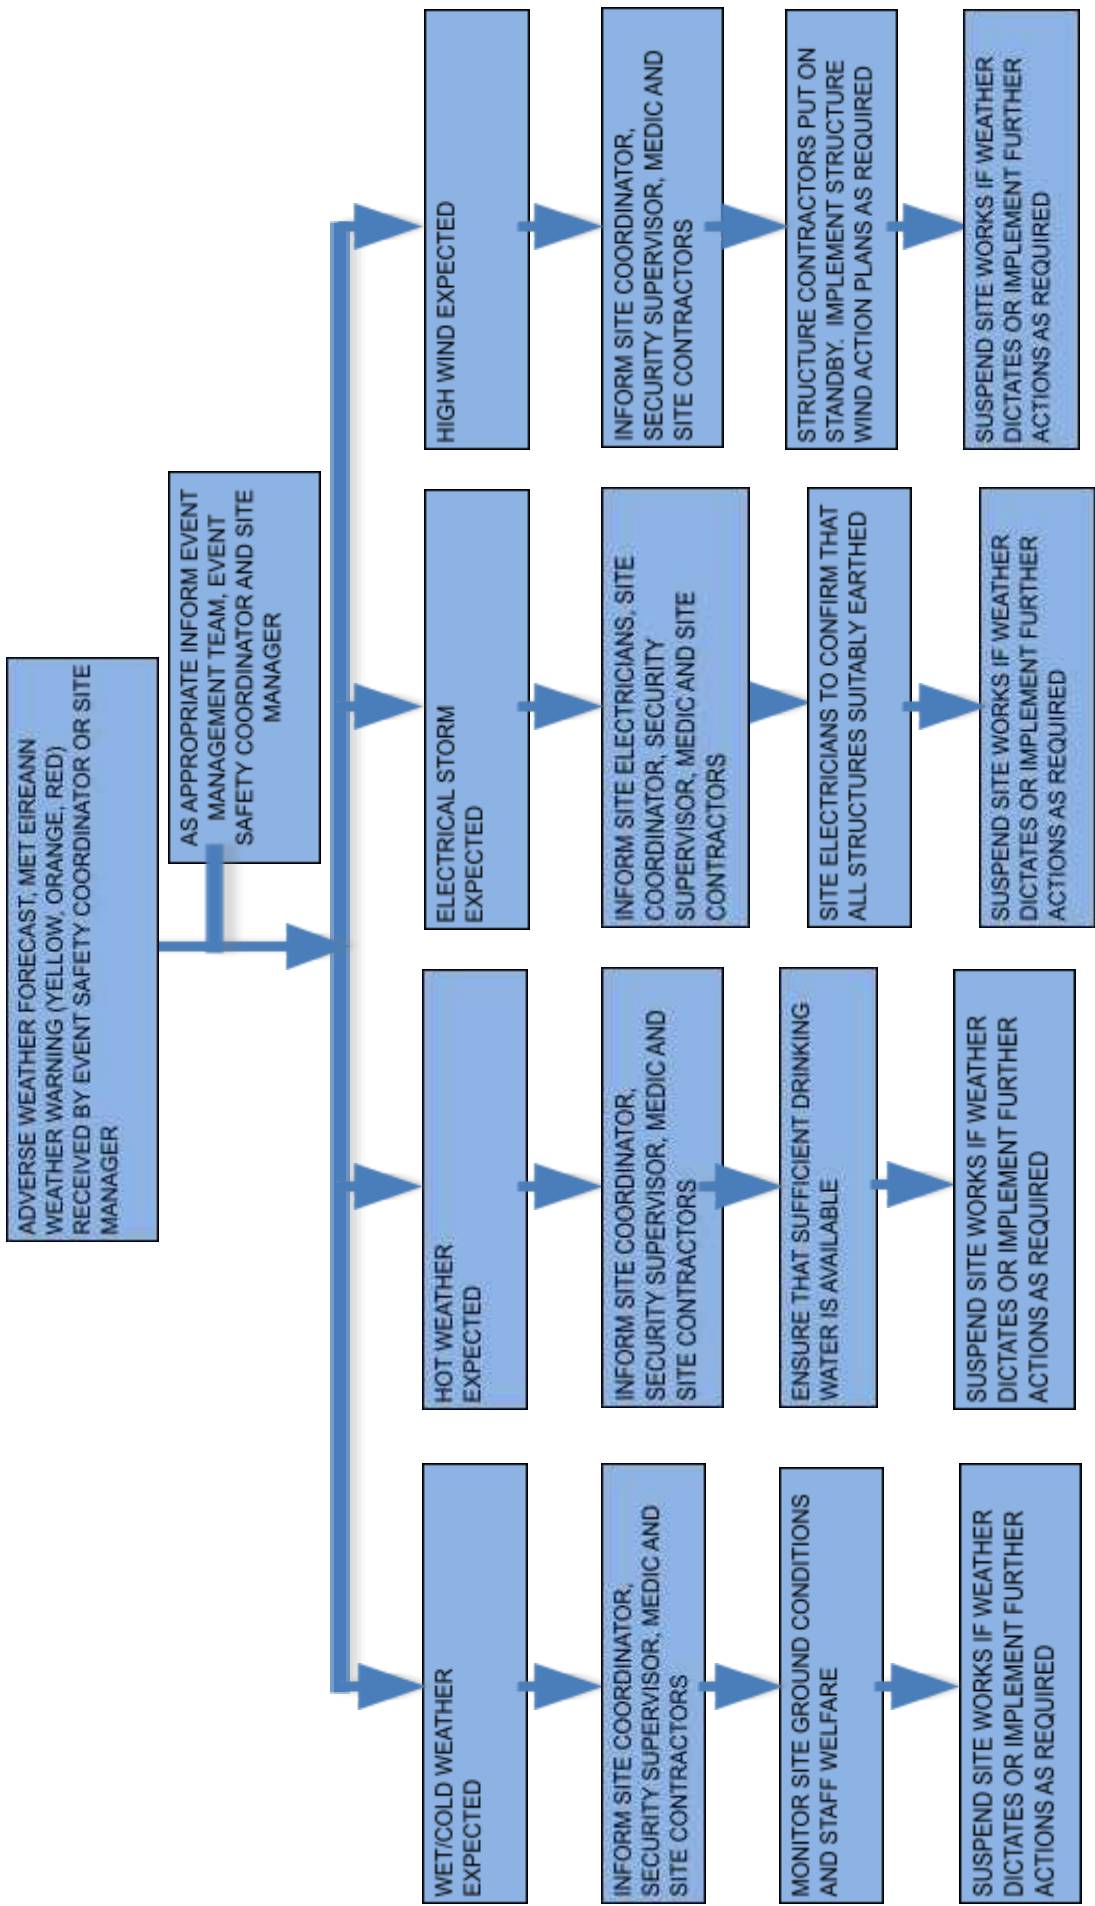 ADVERSE WEATHER FORECAST, MET EIREANN
WEATHER WARNING (YELLOW, ORANGE, RED)
RECEIVED BY EVENT SAFETY COORDINATOR OR SITE
MANAGER
AS APPROPRIATE INFORM EVENT
MANAGEMENT TEAM, EVENT
SAFETY COORDINATOR AND SITE
MANAGER
WET/COLD WEATHER
EXPECTED
INFORM SITE COORDINATOR,
SECURITY SUPERVISOR, MEDIC AND
SITE CONTRACTORS
MONITOR SITE GROUND CONDITIONS
AND STAFF WELFARE
SUSPEND SITE WORKS IF WEATHER
DICTATES OR IMPLEMENT FURTHER
ACTIONS AS REQUIRED
HOT WEATHER
EXPECTED
INFORM SITE COORDINATOR,
SECURITY SUPERVISOR, MEDIC AND
SITE CONTRACTORS
ENSURE THAT SUFFICIENT DRINKING
WATER IS AVAILABLE
SUSPEND SITE WORKS IF WEATHER
DICTATES OR IMPLEMENT FURTHER
ACTIONS AS REQUIRED
ELECTRICAL STORM
EXPECTED
INFORM SITE ELECTRICIANS, SITE
COORDINATOR, SECURITY
SUPERVISOR, MEDIC AND SITE
CONTRACTORS
SITE ELECTRICIANS TO CONFIRM THAT
ALL STRUCTURES SUITABLY EARTHED
SUSPEND SITE WORKS IF WEATHER
DICTATES OR IMPLEMENT FURTHER
ACTIONS AS REQUIRED
HIGH WIND EXPECTED
INFORM SITE COORDINATOR,
SECURITY SUPERVISOR, MEDIC AND
SITE CONTRACTORS
STRUCTURE CONTRACTORS PUT ON
STANDBY. IMPLEMENT STRUCTURE
WIND ACTION PLANS AS REQUIRED
SUSPEND SITE WORKS IF WEATHER
DICTATES OR IMPLEMENT FURTHER
ACTIONS AS REQUIRED